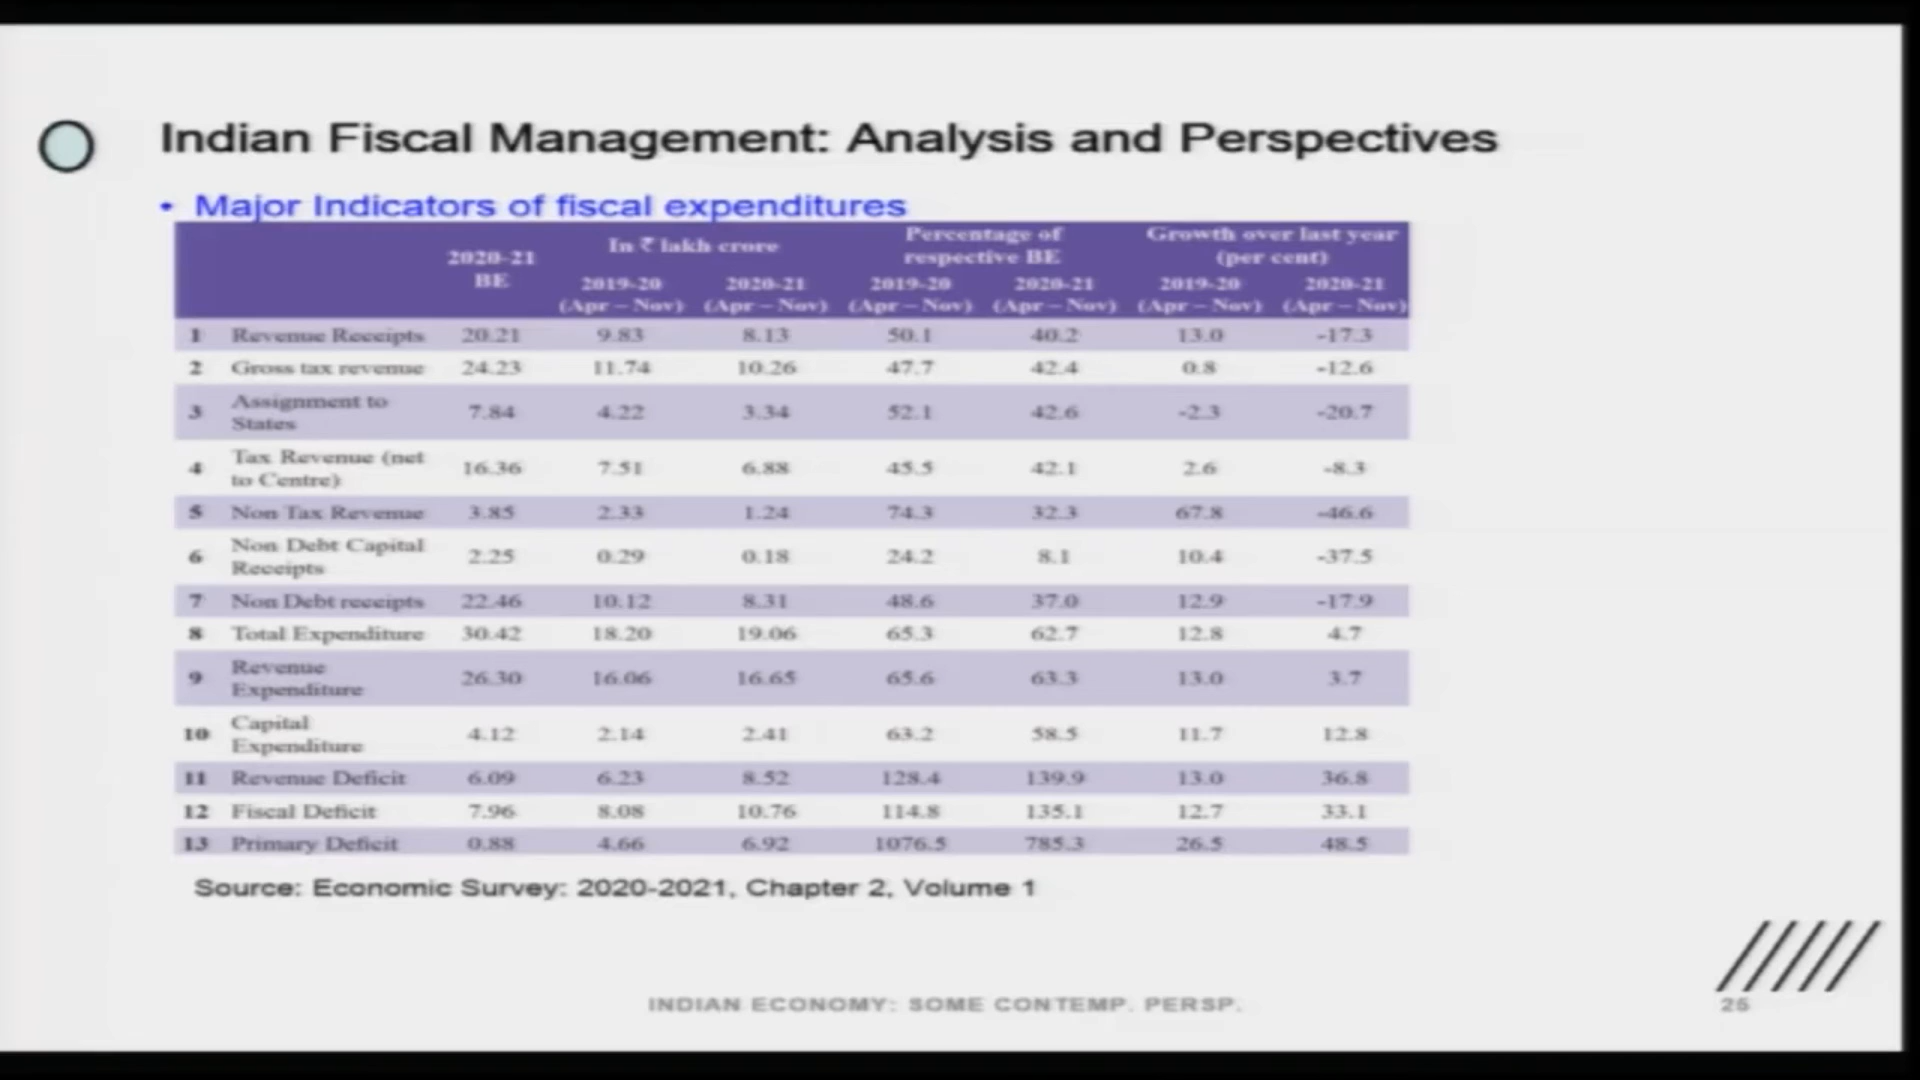 Indian Fiscal Management: Analysis and Perspectives
• Major Indicators of fiscal expenditures
2020-21 BE In ₹ lakh crore Percentage of respective BE Growth over last year (per cent)
2019-20 (Apr – Nov) 2020-21 (Apr – Nov) 2019-20 (Apr – Nov) 2020-21 (Apr – Nov) 2019-20 (Apr – Nov) 2020-21 (Apr – Nov)
1 Revenue Receipts 20.21 9.83 8.13 50.1 40.2 13.0 -17.3
2 Gross tax revenue 24.23 11.74 10.26 47.7 42.4 0.8 -12.6
3 Assignment to States 7.84 4.22 3.34 52.1 42.6 -2.3 -20.7
4 Tax Revenue (net to Centre) 16.36 7.51 6.88 45.5 42.1 2.6 -8.3
5 Non Tax Revenue 3.85 2.33 1.24 74.3 32.3 67.8 -46.6
6 Non Debt Capital Receipts 2.25 0.29 0.18 24.2 8.1 10.4 -37.5
7 Non Debt receipts 22.46 10.12 8.31 48.6 37.0 12.9 -17.9
8 Total Expenditure 30.42 18.20 19.06 65.3 62.7 12.8 4.7
9 Revenue Expenditure 26.30 16.06 16.65 65.6 63.3 13.0 3.7
10 Capital Expenditure 4.12 2.14 2.41 63.2 58.5 11.7 12.8
11 Revenue Deficit 6.09 6.23 8.52 128.4 139.9 13.0 36.8
12 Fiscal Deficit 7.96 8.08 10.76 114.8 135.1 12.7 33.1
13 Primary Deficit 0.88 4.66 6.92 1076.5 785.3 26.5 48.5
Source: Economic Survey: 2020-2021, Chapter 2, Volume 1
INDIAN ECONOMY: SOME CONTEMP. PERSP.
25